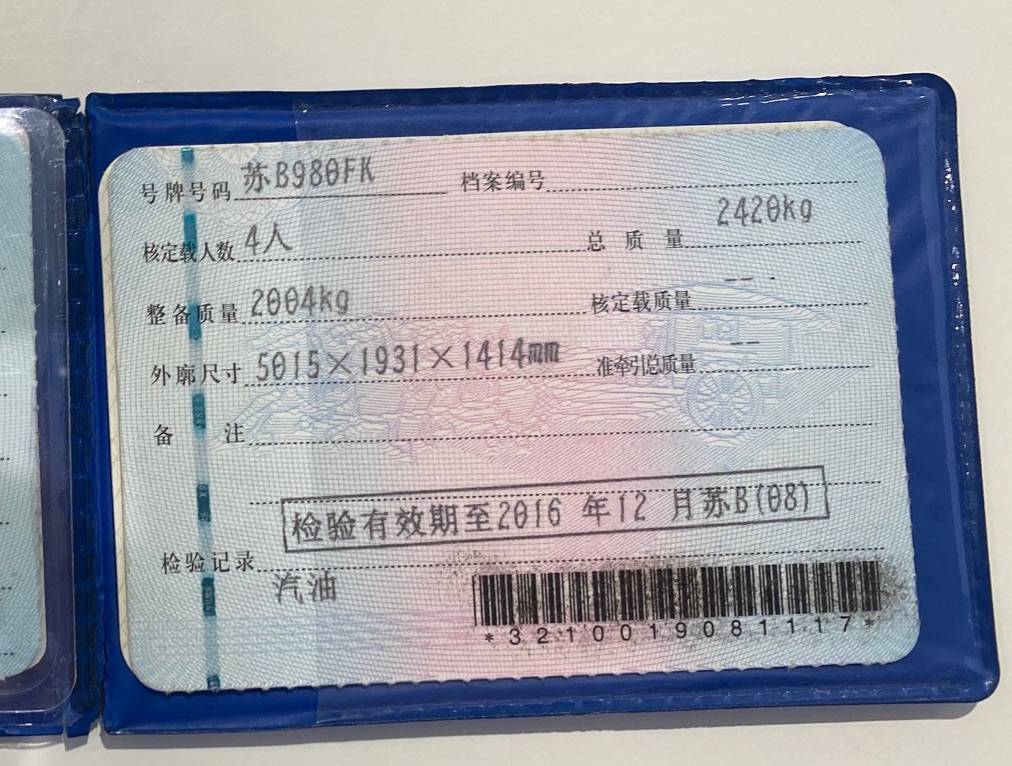 号牌号码 苏B980FK 档案编号
核定载人数 4人 总质量 2420kg
整备质量 2004kg 核定载质量 --
外廓尺寸 5015×1931×1414mm 准牵引总质量 --
备注
检验有效期至2016 年12 月苏B(08)
检验记录
汽油
*3210019081117*